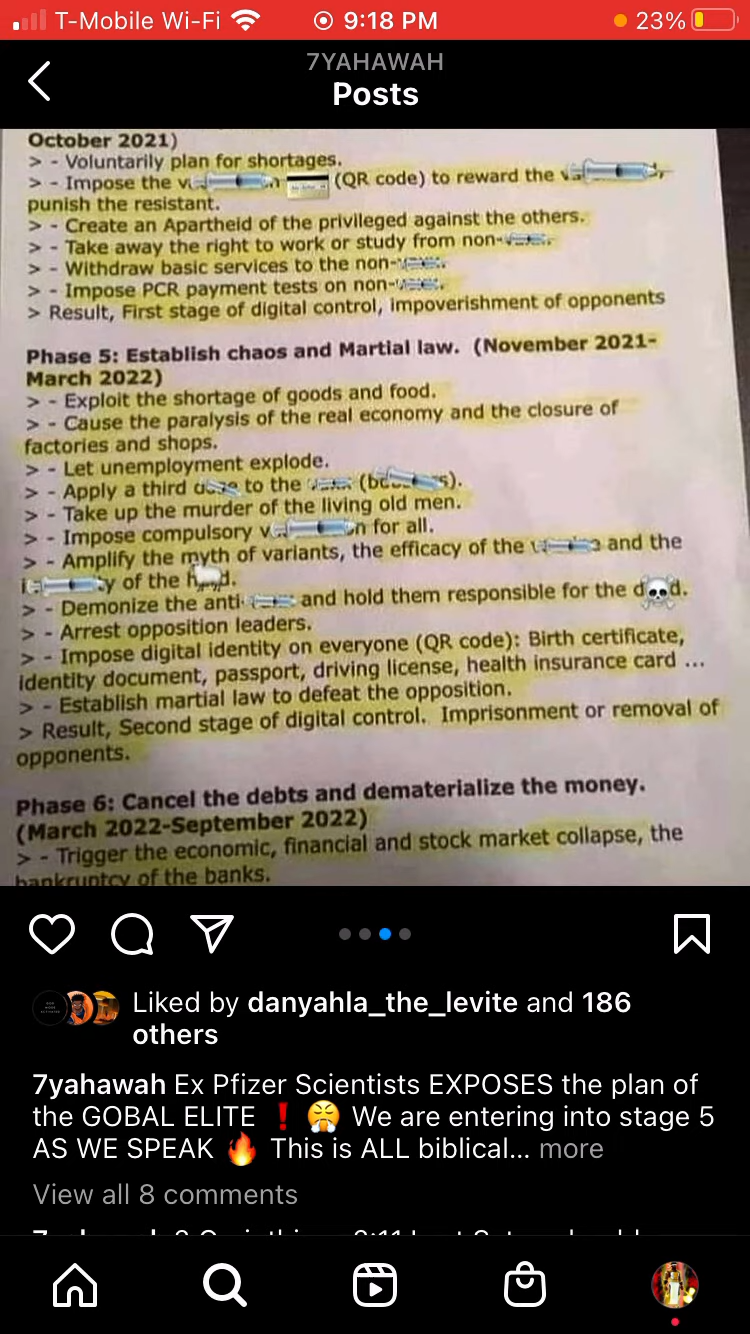 T-Mobile Wi-Fi 9:18 PM 23%
7YAHAWAH
Posts
October 2021)
> - Voluntarily plan for shortages.
> - Impose the (QR code) to reward the
punish the resistant.
> - Create an Apartheid of the privileged against the others.
> - Take away the right to work or study from non-
> - Withdraw basic services to the non-
> - Impose PCR payment tests on non-
> Result, First stage of digital control, impoverishment of opponents
Phase 5: Establish chaos and Martial law. (November 2021-
March 2022)
> - Exploit the shortage of goods and food.
> - Cause the paralysis of the real economy and the closure of
factories and shops.
> - Let unemployment explode.
> - Apply a third to the
> - Take up the murder of the living old men.
> - Impose compulsory for all.
> - Amplify the myth of variants, the efficacy of the and the
of the
> - Demonize the anti- and hold them responsible for the
> - Arrest opposition leaders.
> - Impose digital identity on everyone (QR code): Birth certificate,
identity document, passport, driving license, health insurance card ...
> - Establish martial law to defeat the opposition.
> Result, Second stage of digital control. Imprisonment or removal of
opponents.
Phase 6: Cancel the debts and dematerialize the money.
(March 2022-September 2022)
> - Trigger the economic, financial and stock market collapse, the
bankruptcy of the banks.
Liked by danyahla_the_levite and 186
others
7yahawah Ex Pfizer Scientists EXPOSES the plan of
the GOBAL ELITE ❗ 😤 We are entering into stage 5
AS WE SPEAK 🔥 This is ALL biblical... more
View all 8 comments